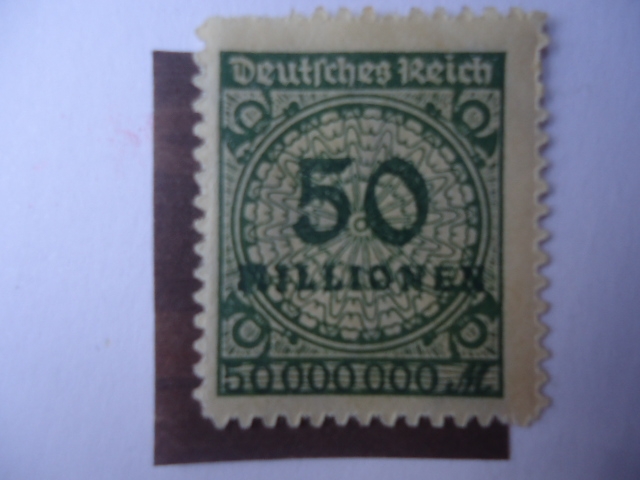 Deutsches Reich
50
MILLIONEN
50000000 M.